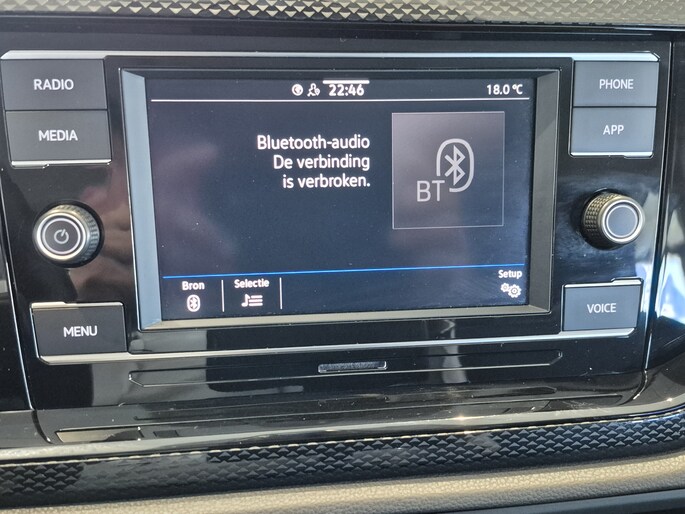 RADIO
MEDIA
MENU
22:46
18.0 °C
Bluetooth-audio
De verbinding
is verbroken.
BT
Bron
Selectie
Setup
PHONE
APP
VOICE